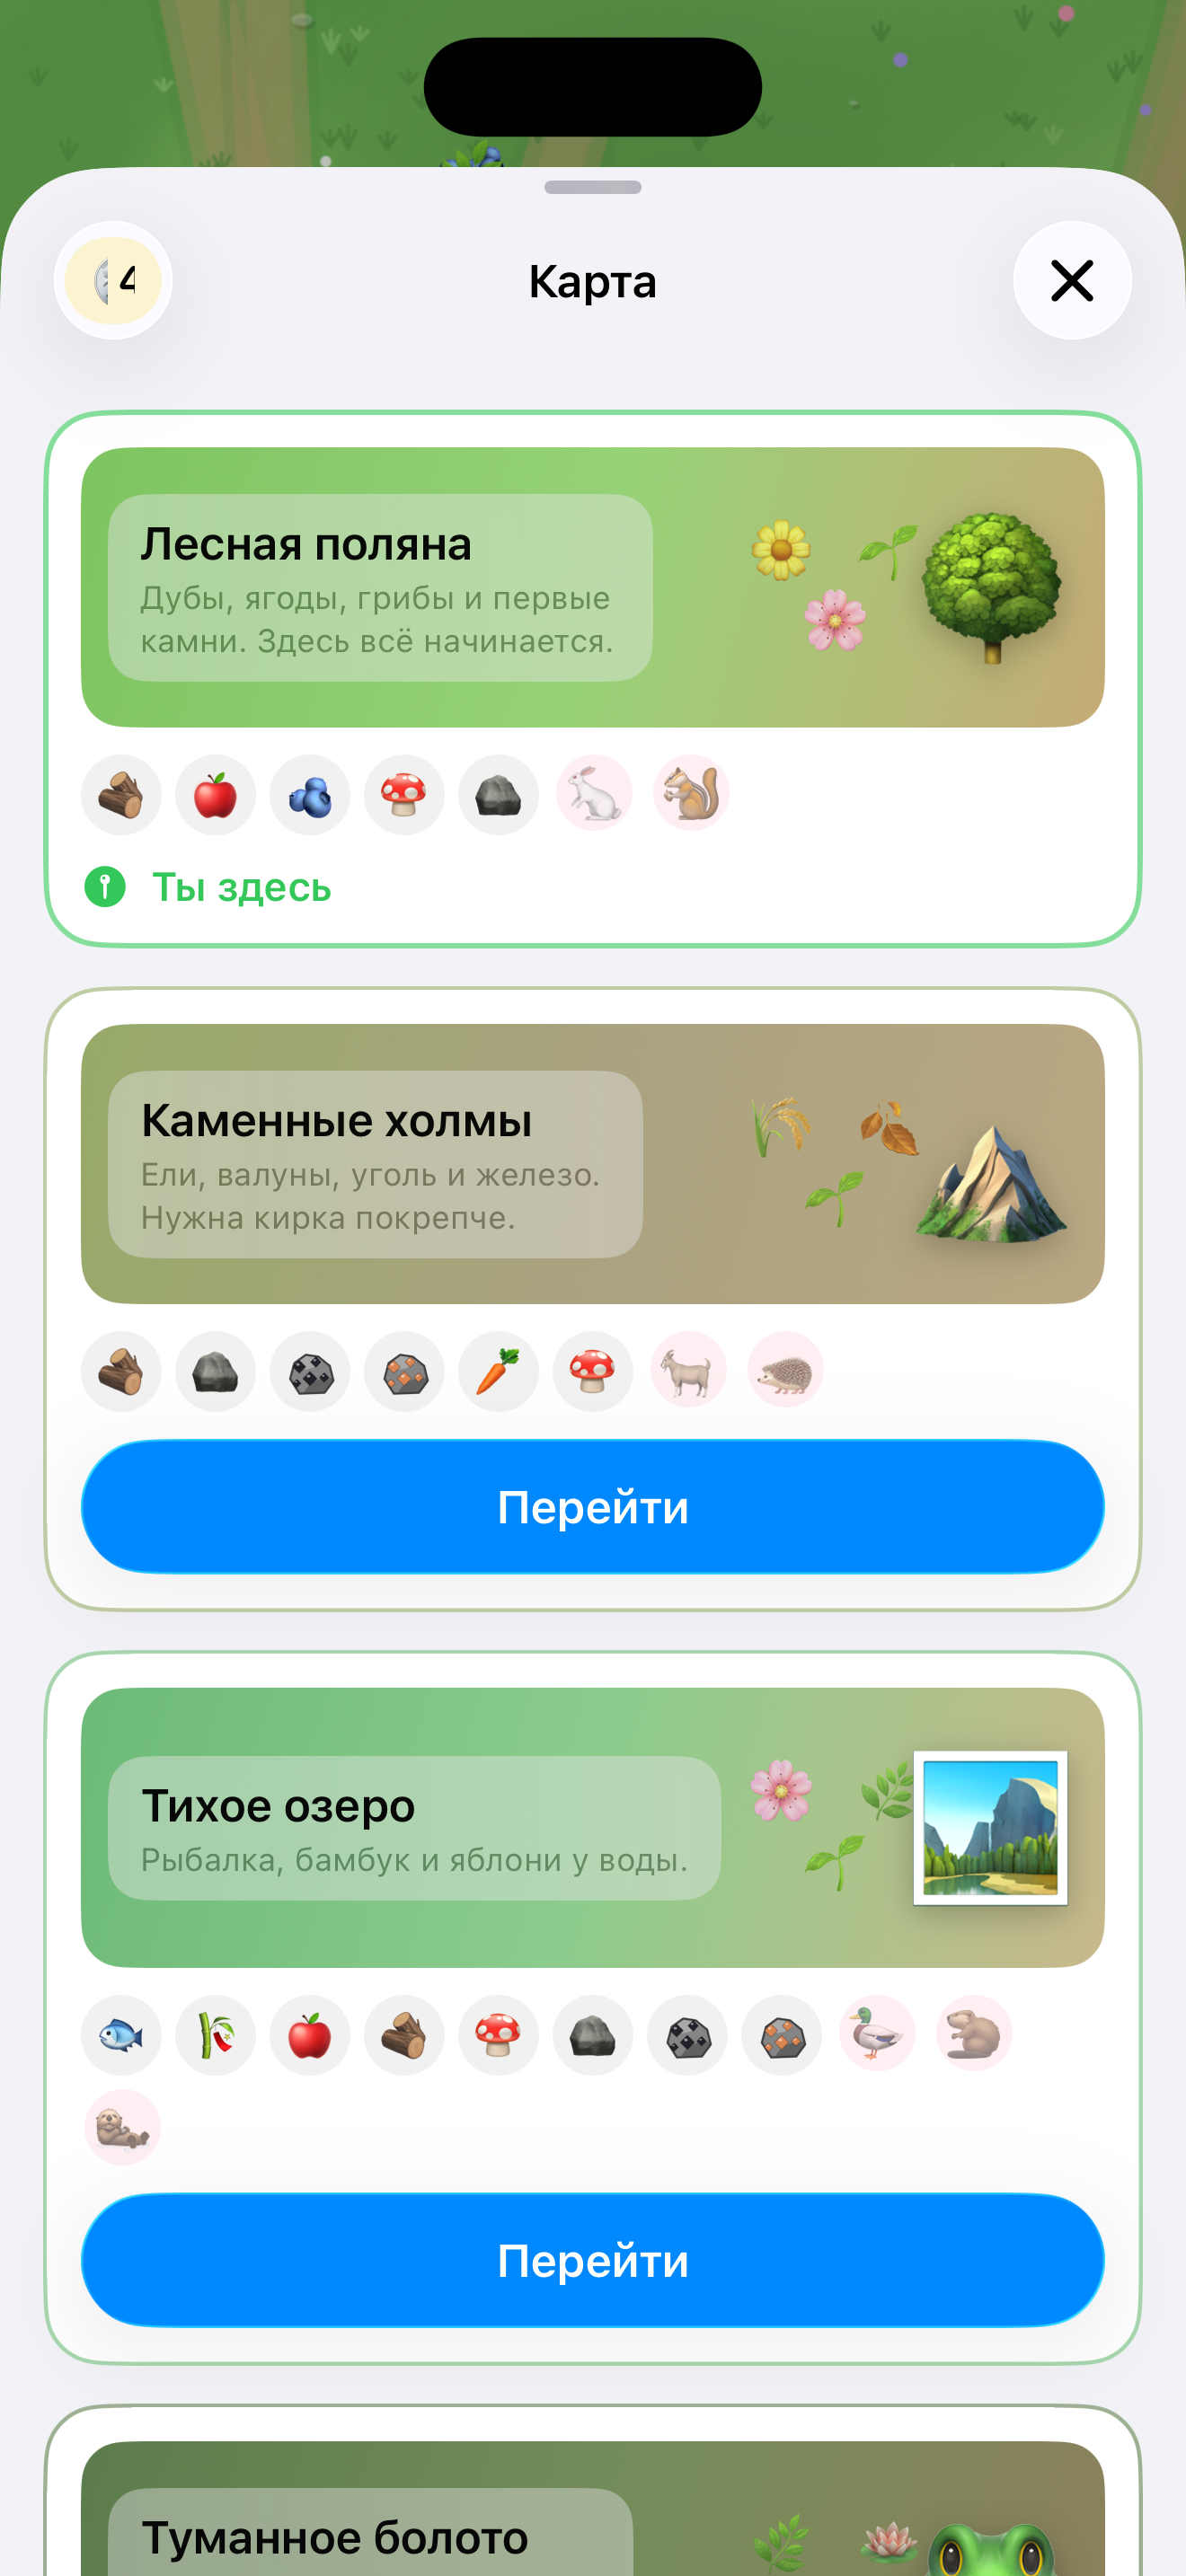 4
Карта
Лесная поляна
Дубы, ягоды, грибы и первые
камни. Здесь всё начинается.
Ты здесь
Каменные холмы
Ели, валуны, уголь и железо.
Нужна кирка покрепче.
Перейти
Тихое озеро
Рыбалка, бамбук и яблони у воды.
Перейти
Туманное болото